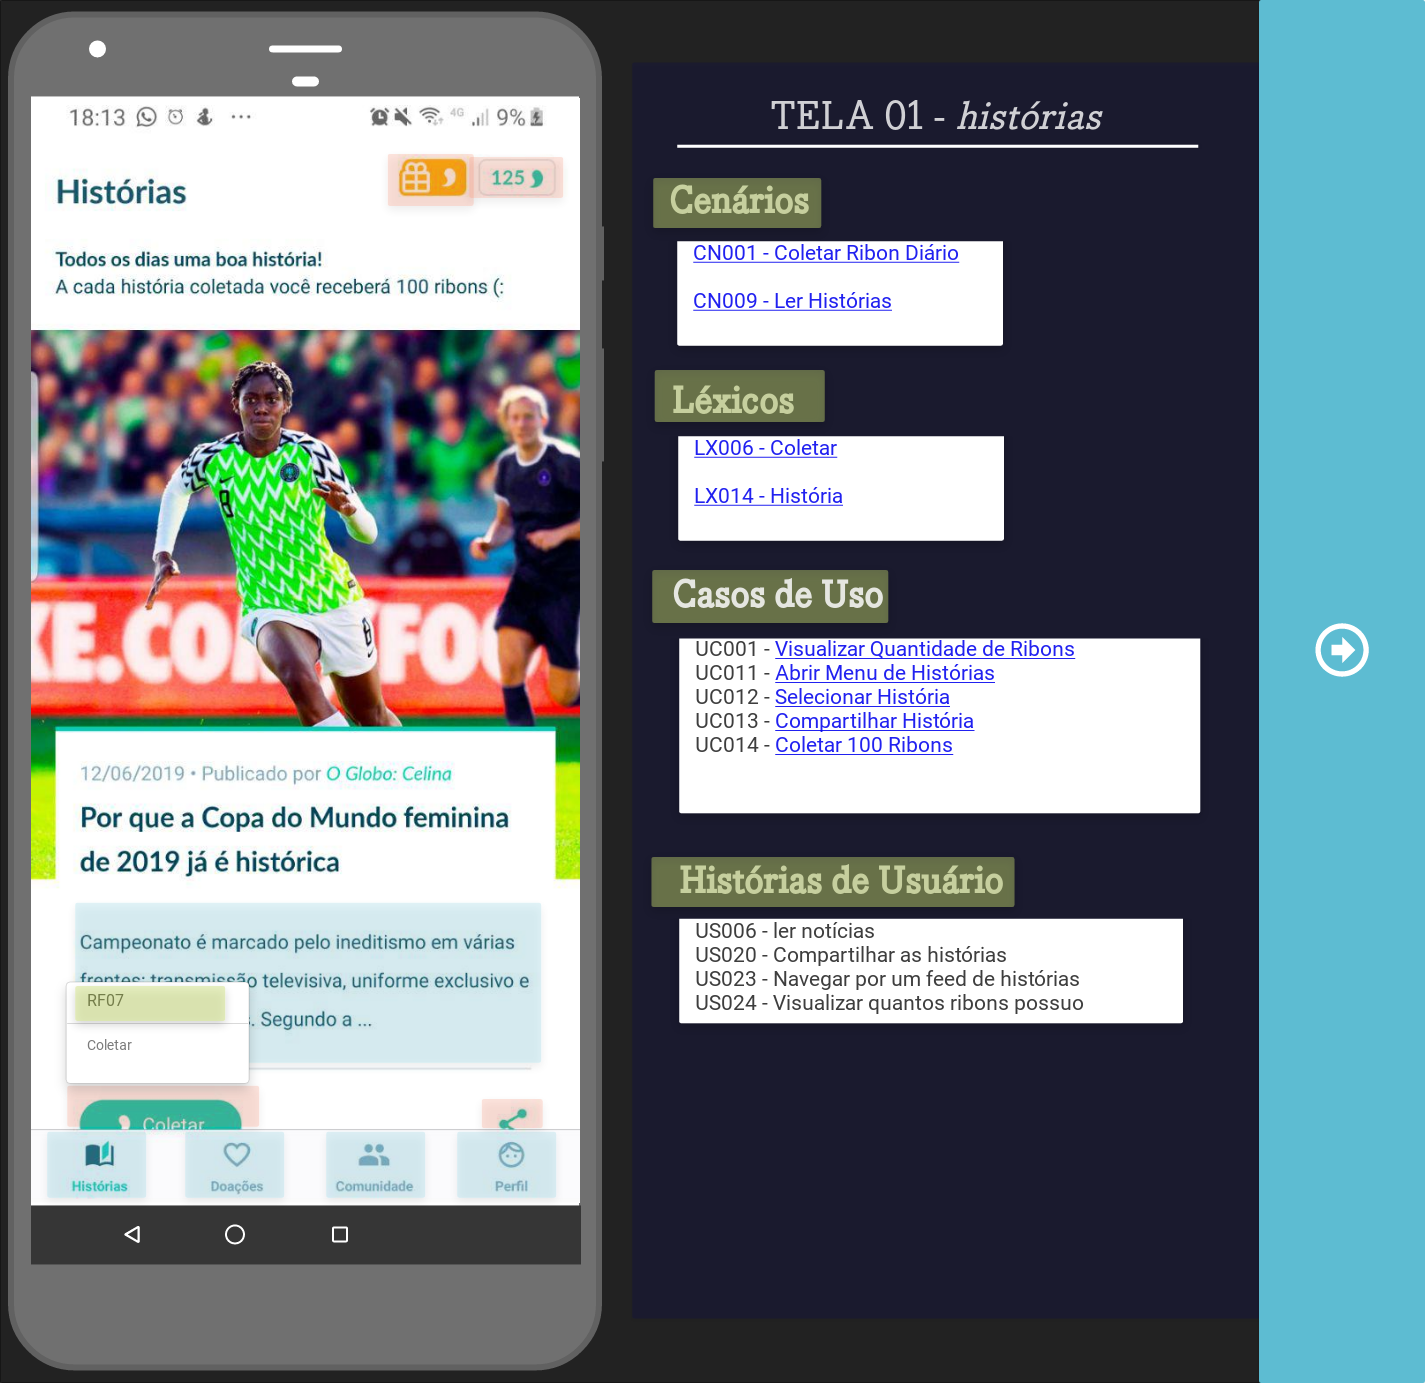 18:13
4G
9%
Histórias
125
Todos os dias uma boa história!
A cada história coletada você receberá 100 ribons (:
8
KE.CO
FO
6
12/06/2019 • Publicado por O Globo: Celina
Por que a Copa do Mundo feminina
de 2019 já é histórica
Campeonato é marcado pelo ineditismo em várias
frentes: transmissão televisiva, uniforme exclusivo e
. Segundo a ...
RF07
Coletar
Coletar
Histórias
Doações
Comunidade
Perfil
TELA 01 - histórias
Cenários
CN001 - Coletar Ribon Diário
CN009 - Ler Histórias
Léxicos
LX006 - Coletar
LX014 - História
Casos de Uso
UC001 - Visualizar Quantidade de Ribons
UC011 - Abrir Menu de Histórias
UC012 - Selecionar História
UC013 - Compartilhar História
UC014 - Coletar 100 Ribons
Histórias de Usuário
US006 - ler notícias
US020 - Compartilhar as histórias
US023 - Navegar por um feed de histórias
US024 - Visualizar quantos ribons possuo